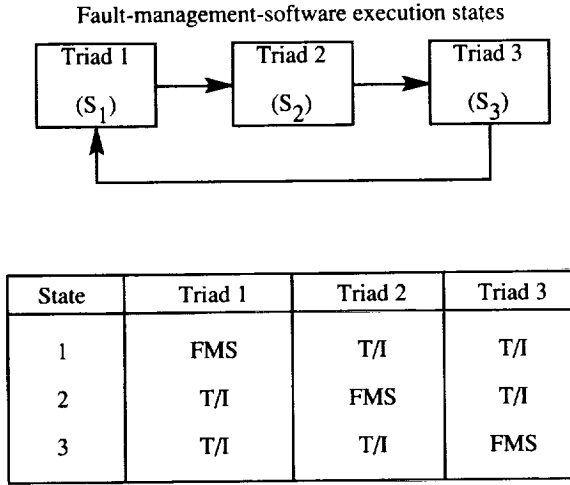 Fault-management-software execution states
Triad 1 Triad 2 Triad 3
(S1) (S2) (S3)
State Triad 1 Triad 2 Triad 3
1 FMS T/I T/I
2 T/I FMS T/I
3 T/I T/I FMS